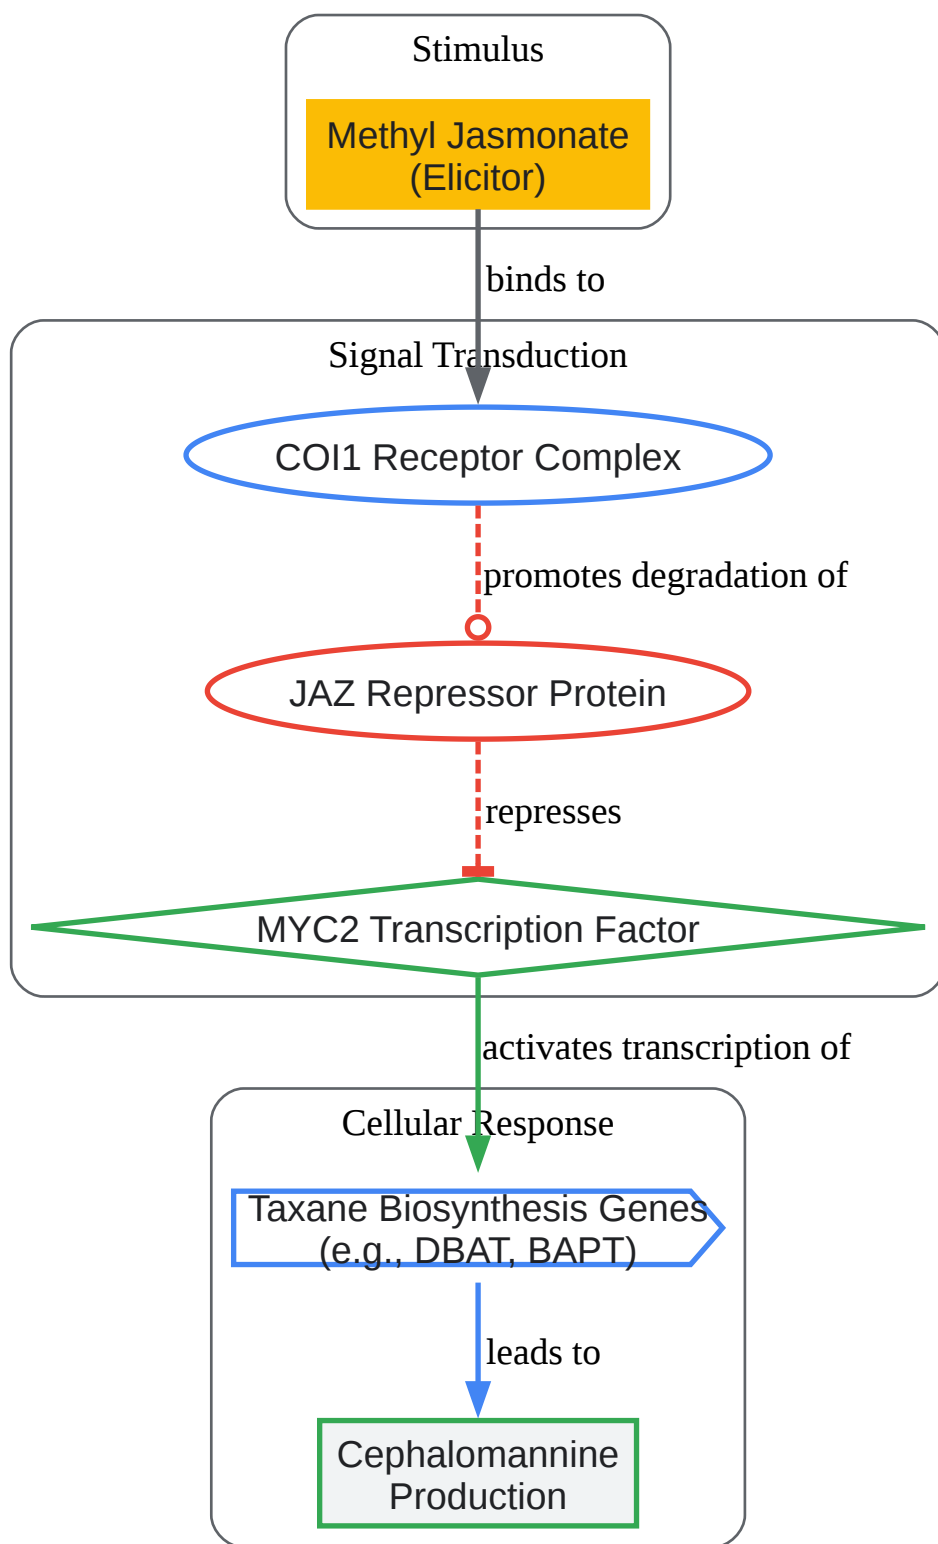 Stimulus
Methyl Jasmonate
(Elicitor)
binds to
Signal Transduction
COI1 Receptor Complex
promotes degradation of
JAZ Repressor Protein
represses
MYC2 Transcription Factor
activates transcription of
Cellular Response
Taxane Biosynthesis Genes
(e.g., DBAT, BAPT)
leads to
Cephalomannine
Production